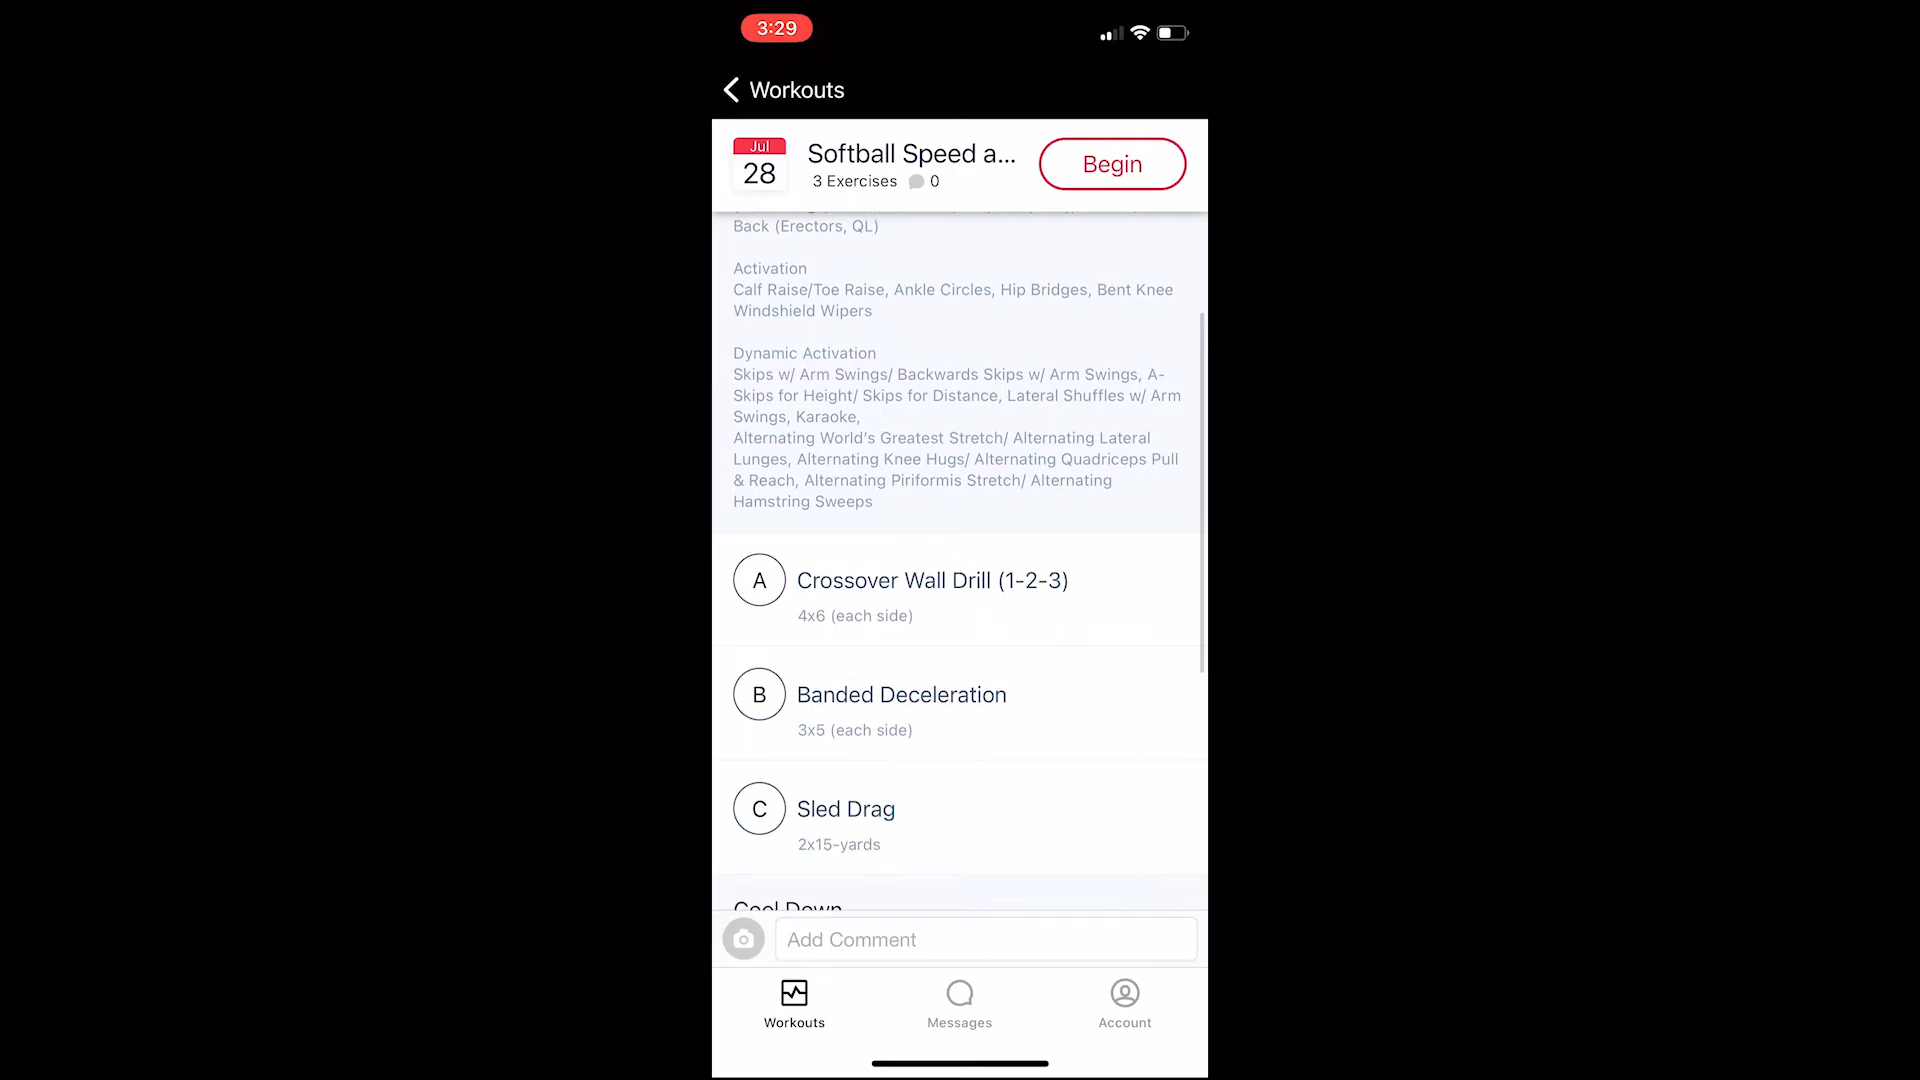 3:29
Workouts
Jul
28
Softball Speed a...
Begin
3 Exercises 0
Back (Erectors, QL)
Activation
Calf Raise/Toe Raise, Ankle Circles, Hip Bridges, Bent Knee
Windshield Wipers
Dynamic Activation
Skips w/ Arm Swings/ Backwards Skips w/ Arm Swings, A-
Skips for Height/ Skips for Distance, Lateral Shuffles w/ Arm
Swings, Karaoke,
Alternating World’s Greatest Stretch/ Alternating Lateral
Lunges, Alternating Knee Hugs/ Alternating Quadriceps Pull
& Reach, Alternating Piriformis Stretch/ Alternating
Hamstring Sweeps
A Crossover Wall Drill (1-2-3)
4x6 (each side)
B Banded Deceleration
3x5 (each side)
C Sled Drag
2x15-yards
Cool Down
Add Comment
Workouts
Messages
Account